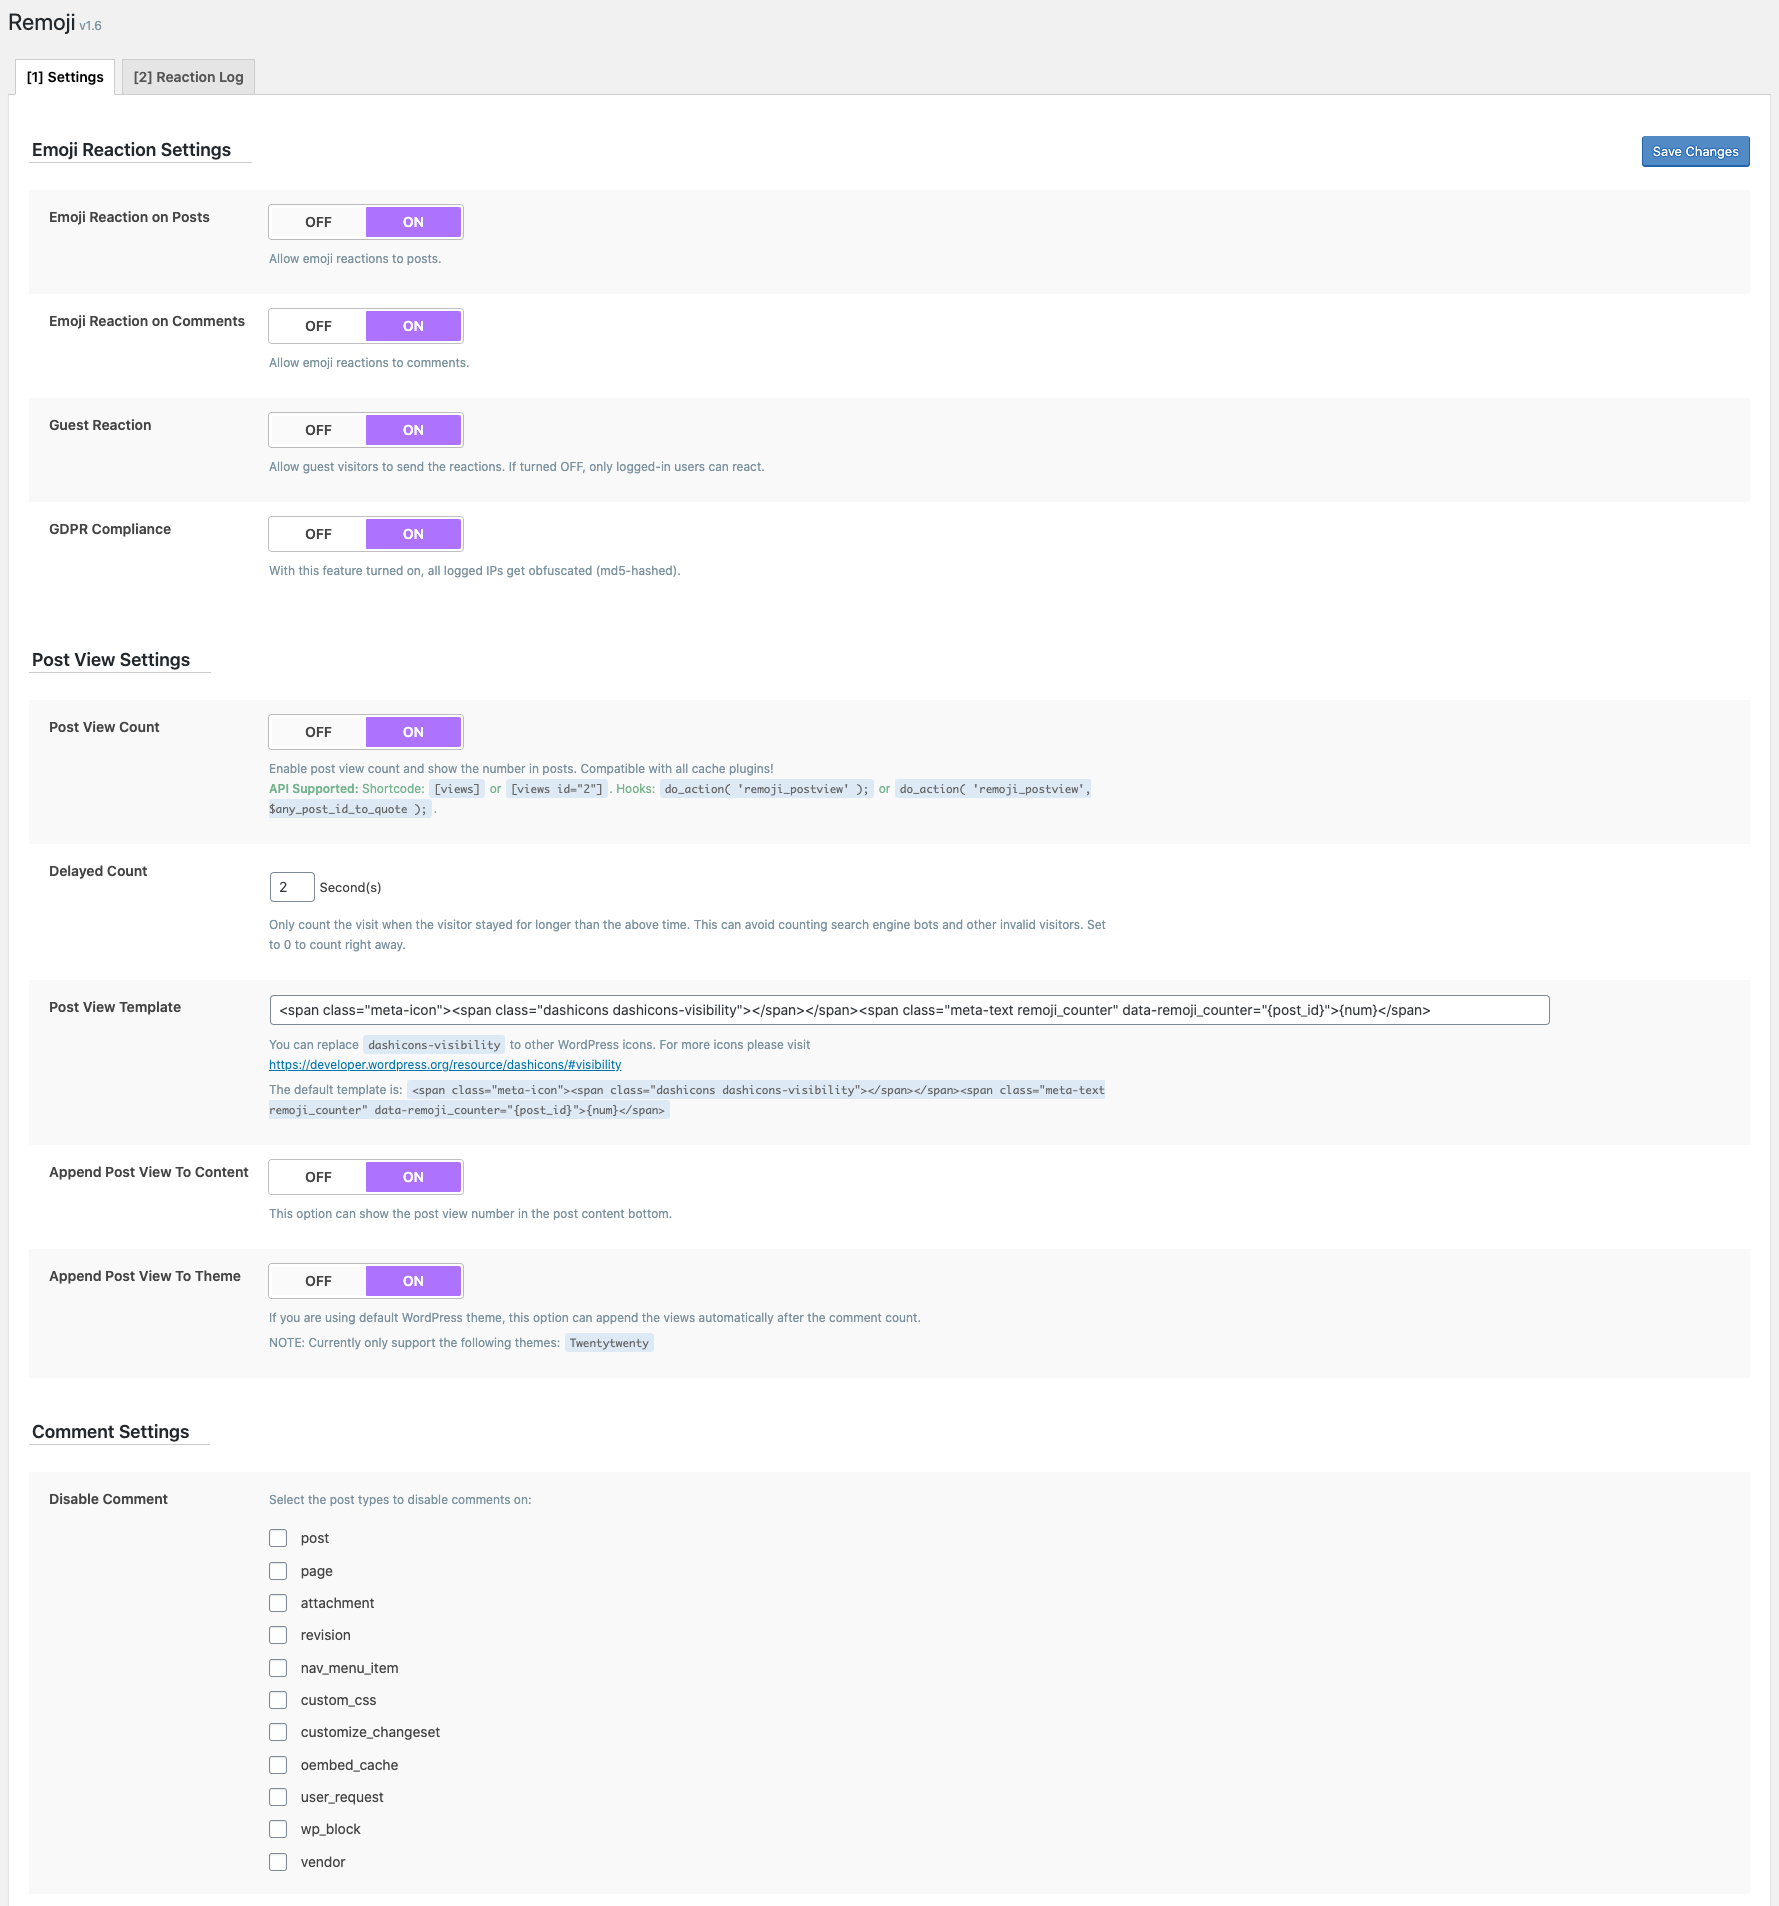 Remoji v1.6
[1] Settings
[2] Reaction Log
Emoji Reaction Settings
Save Changes
Emoji Reaction on Posts
OFF ON
Allow emoji reactions to posts.
Emoji Reaction on Comments
OFF ON
Allow emoji reactions to comments.
Guest Reaction
OFF ON
Allow guest visitors to send the reactions. If turned OFF, only logged-in users can react.
GDPR Compliance
OFF ON
With this feature turned on, all logged IPs get obfuscated (md5-hashed).
Post View Settings
Post View Count
OFF ON
Enable post view count and show the number in posts. Compatible with all cache plugins!
API Supported: Shortcode: [views] or [views id="2"] . Hooks: do_action( 'remoji_postview' ); or do_action( 'remoji_postview',
$any_post_id_to_quote ); .
Delayed Count
2 Second(s)
Only count the visit when the visitor stayed for longer than the above time. This can avoid counting search engine bots and other invalid visitors. Set
to 0 to count right away.
Post View Template
<span class="meta-icon"><span class="dashicons dashicons-visibility"></span></span><span class="meta-text remoji_counter" data-remoji_counter="{post_id}">{num}</span>
You can replace dashicons-visibility to other WordPress icons. For more icons please visit
https://developer.wordpress.org/resource/dashicons/#visibility
The default template is: <span class="meta-icon"><span class="dashicons dashicons-visibility"></span></span><span class="meta-text
remoji_counter" data-remoji_counter="{post_id}">{num}</span>
Append Post View To Content
OFF ON
This option can show the post view number in the post content bottom.
Append Post View To Theme
OFF ON
If you are using default WordPress theme, this option can append the views automatically after the comment count.
NOTE: Currently only support the following themes: Twentytwenty
Comment Settings
Disable Comment
Select the post types to disable comments on:
post
page
attachment
revision
nav_menu_item
custom_css
customize_changeset
oembed_cache
user_request
wp_block
vendor